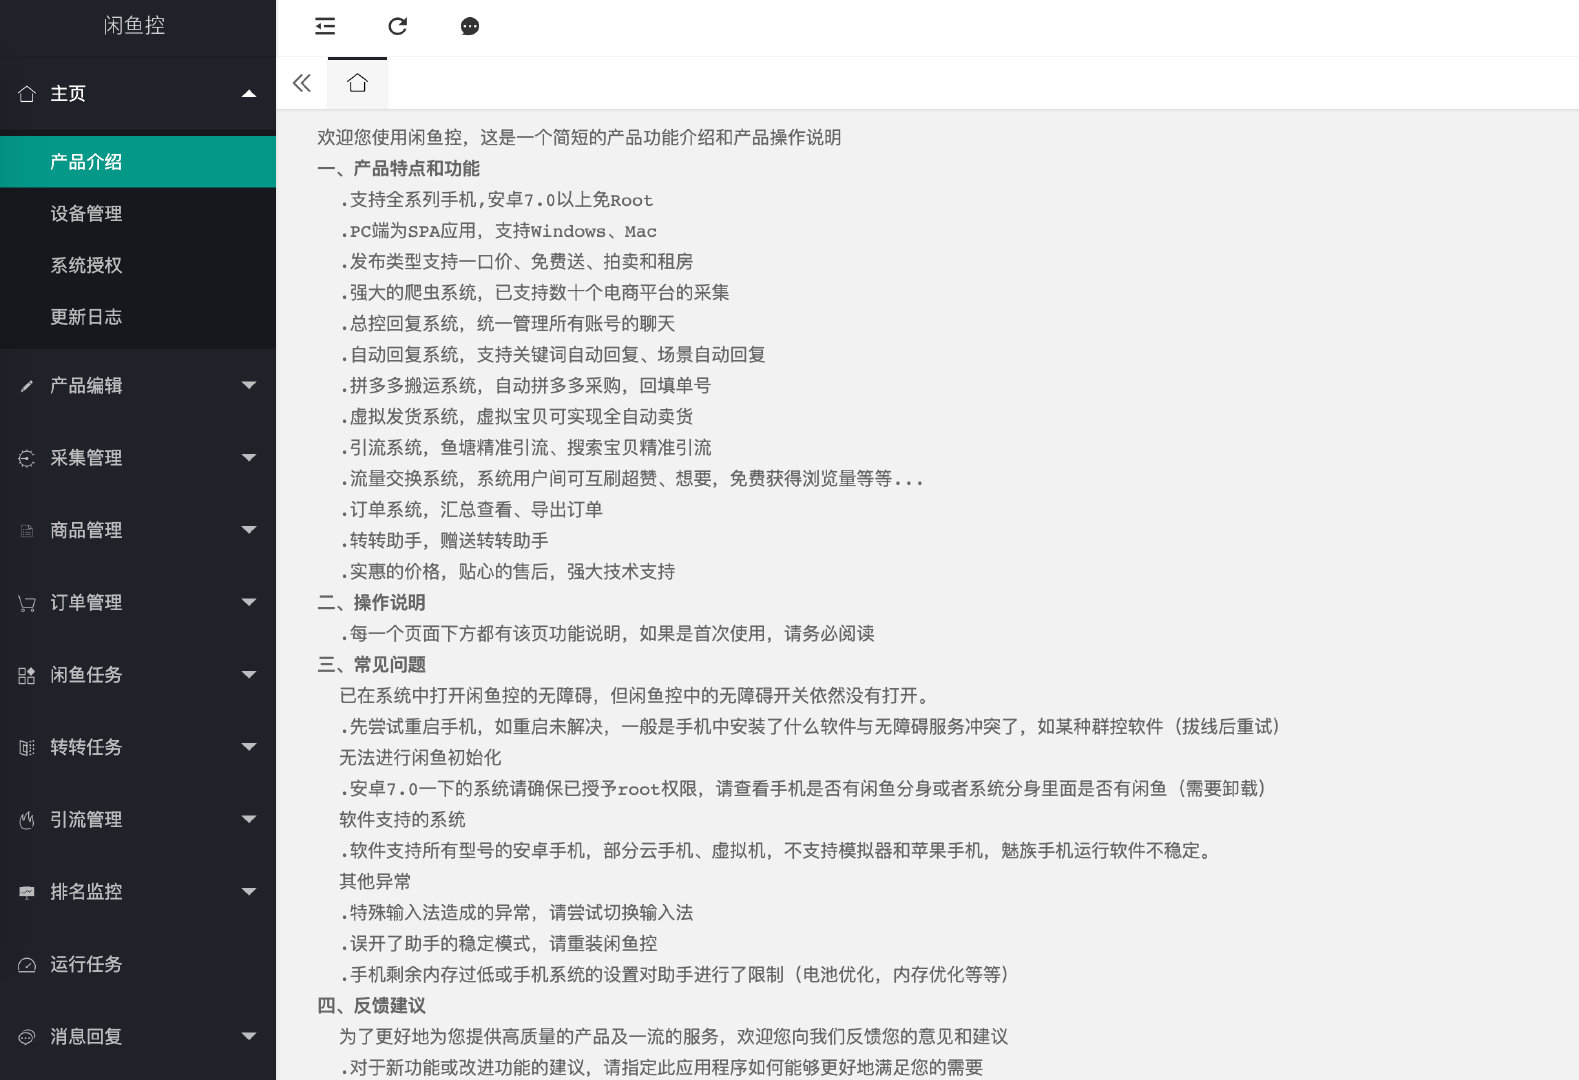 闲鱼控
主页
产品介绍
设备管理
系统授权
更新日志
产品编辑
采集管理
商品管理
订单管理
闲鱼任务
转转任务
引流管理
排名监控
运行任务
消息回复
欢迎您使用闲鱼控，这是一个简短的产品功能介绍和产品操作说明
一、产品特点和功能
.支持全系列手机,安卓7.0以上免Root
.PC端为SPA应用，支持Windows、Mac
.发布类型支持一口价、免费送、拍卖和租房
.强大的爬虫系统，已支持数十个电商平台的采集
.总控回复系统，统一管理所有账号的聊天
.自动回复系统，支持关键词自动回复、场景自动回复
.拼多多搬运系统，自动拼多多采购，回填单号
.虚拟发货系统，虚拟宝贝可实现全自动卖货
.引流系统，鱼塘精准引流、搜索宝贝精准引流
.流量交换系统，系统用户间可互刷超赞、想要，免费获得浏览量等等...
.订单系统，汇总查看、导出订单
.转转助手，赠送转转助手
.实惠的价格，贴心的售后，强大技术支持
二、操作说明
.每一个页面下方都有该页功能说明，如果是首次使用，请务必阅读
三、常见问题
已在系统中打开闲鱼控的无障碍，但闲鱼控中的无障碍开关依然没有打开。
.先尝试重启手机，如重启未解决，一般是手机中安装了什么软件与无障碍服务冲突了，如某种群控软件（拔线后重试）
无法进行闲鱼初始化
.安卓7.0一下的系统请确保已授予root权限，请查看手机是否有闲鱼分身或者系统分身里面是否有闲鱼（需要卸载）
软件支持的系统
.软件支持所有型号的安卓手机，部分云手机、虚拟机，不支持模拟器和苹果手机，魅族手机运行软件不稳定。
其他异常
.特殊输入法造成的异常，请尝试切换输入法
.误开了助手的稳定模式，请重装闲鱼控
.手机剩余内存过低或手机系统的设置对助手进行了限制（电池优化，内存优化等等）
四、反馈建议
为了更好地为您提供高质量的产品及一流的服务，欢迎您向我们反馈您的意见和建议
.对于新功能或改进功能的建议，请指定此应用程序如何能够更好地满足您的需要